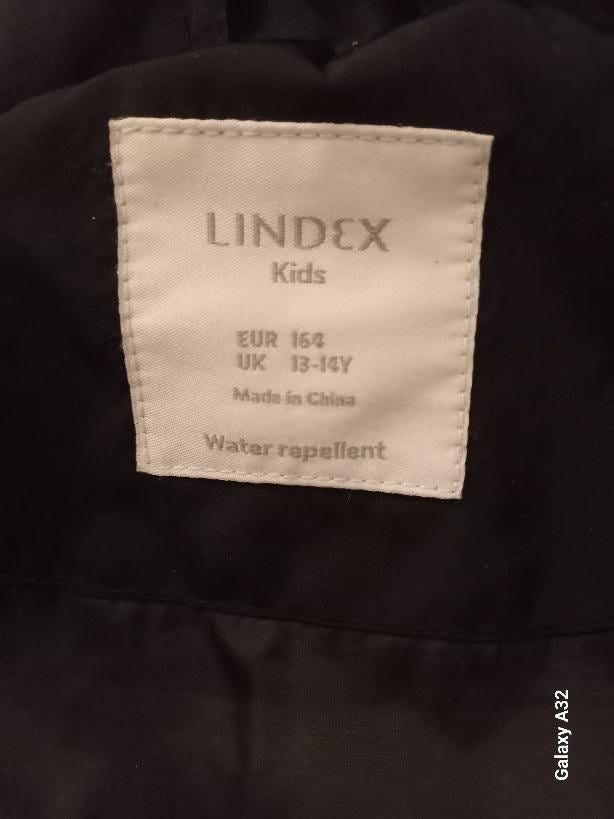 LINDEX
Kids
EUR 164
UK 13-14Y
Made in China
Water repellent
Galaxy A32